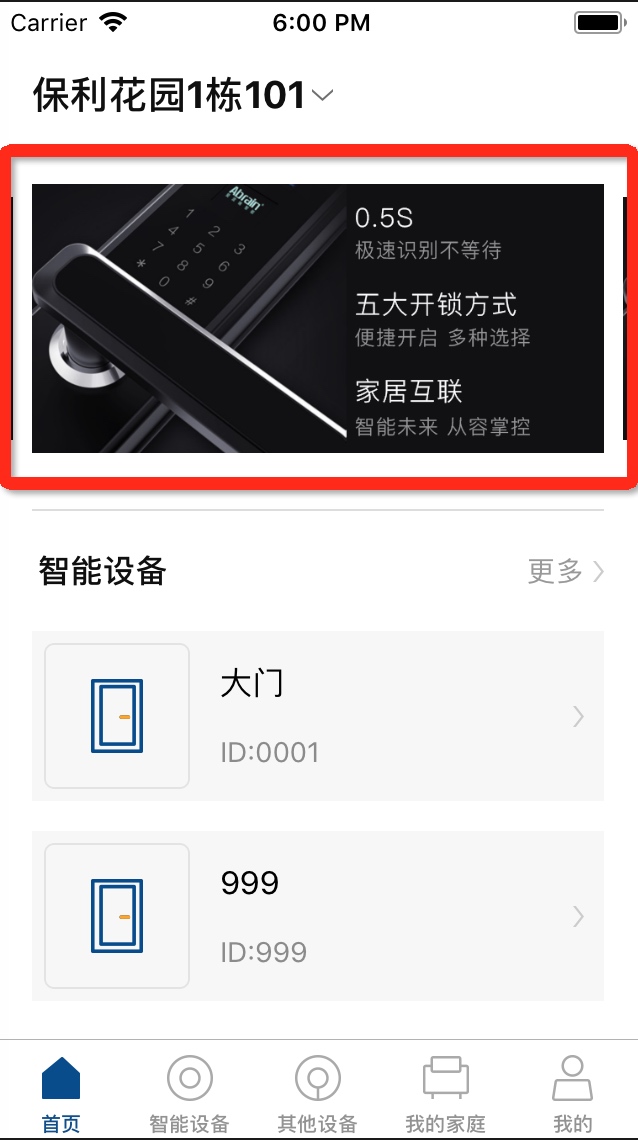 Carrier 6:00 PM
保利花园1栋101
Abrain
1 2 3
4 5 6
7 8 9
* 0 #
0.5S
极速识别不等待
五大开锁方式
便捷开启 多种选择
家居互联
智能未来 从容掌控
智能设备 更多
大门
ID:0001
999
ID:999
首页 智能设备 其他设备 我的家庭 我的